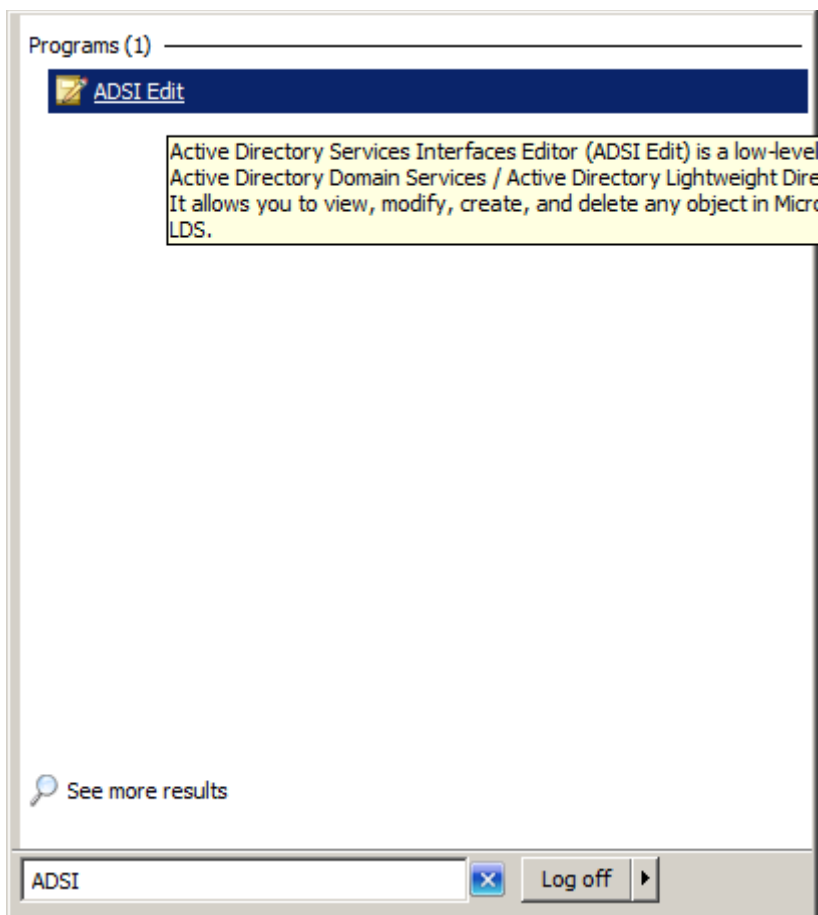 Programs (1)
ADSI Edit
Active Directory Services Interfaces Editor (ADSI Edit) is a low-level
Active Directory Domain Services / Active Directory Lightweight Dire
It allows you to view, modify, create, and delete any object in Micro
LDS.
See more results
ADSI
Log off